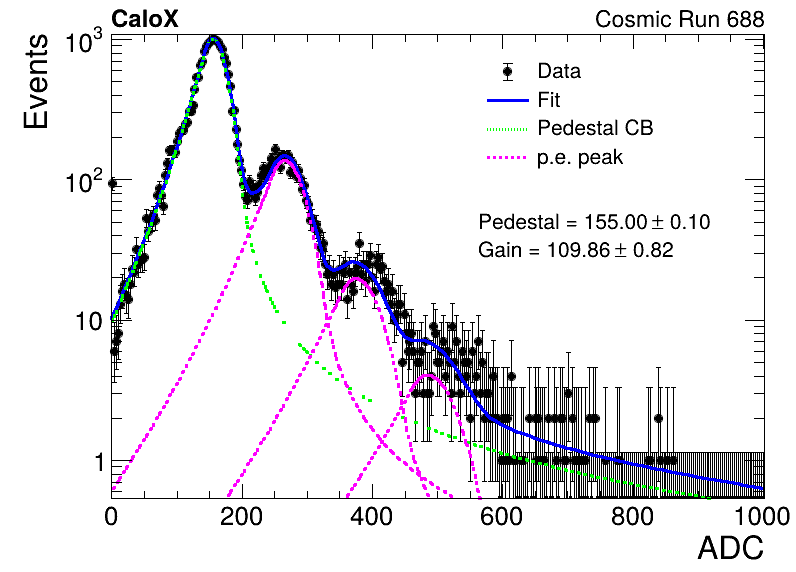 CaloX Cosmic Run 688
Events
10³
10²
10
1
Data
Fit
Pedestal CB
p.e. peak
Pedestal = 155.00 ± 0.10
Gain = 109.86 ± 0.82
0 200 400 600 800 1000
ADC